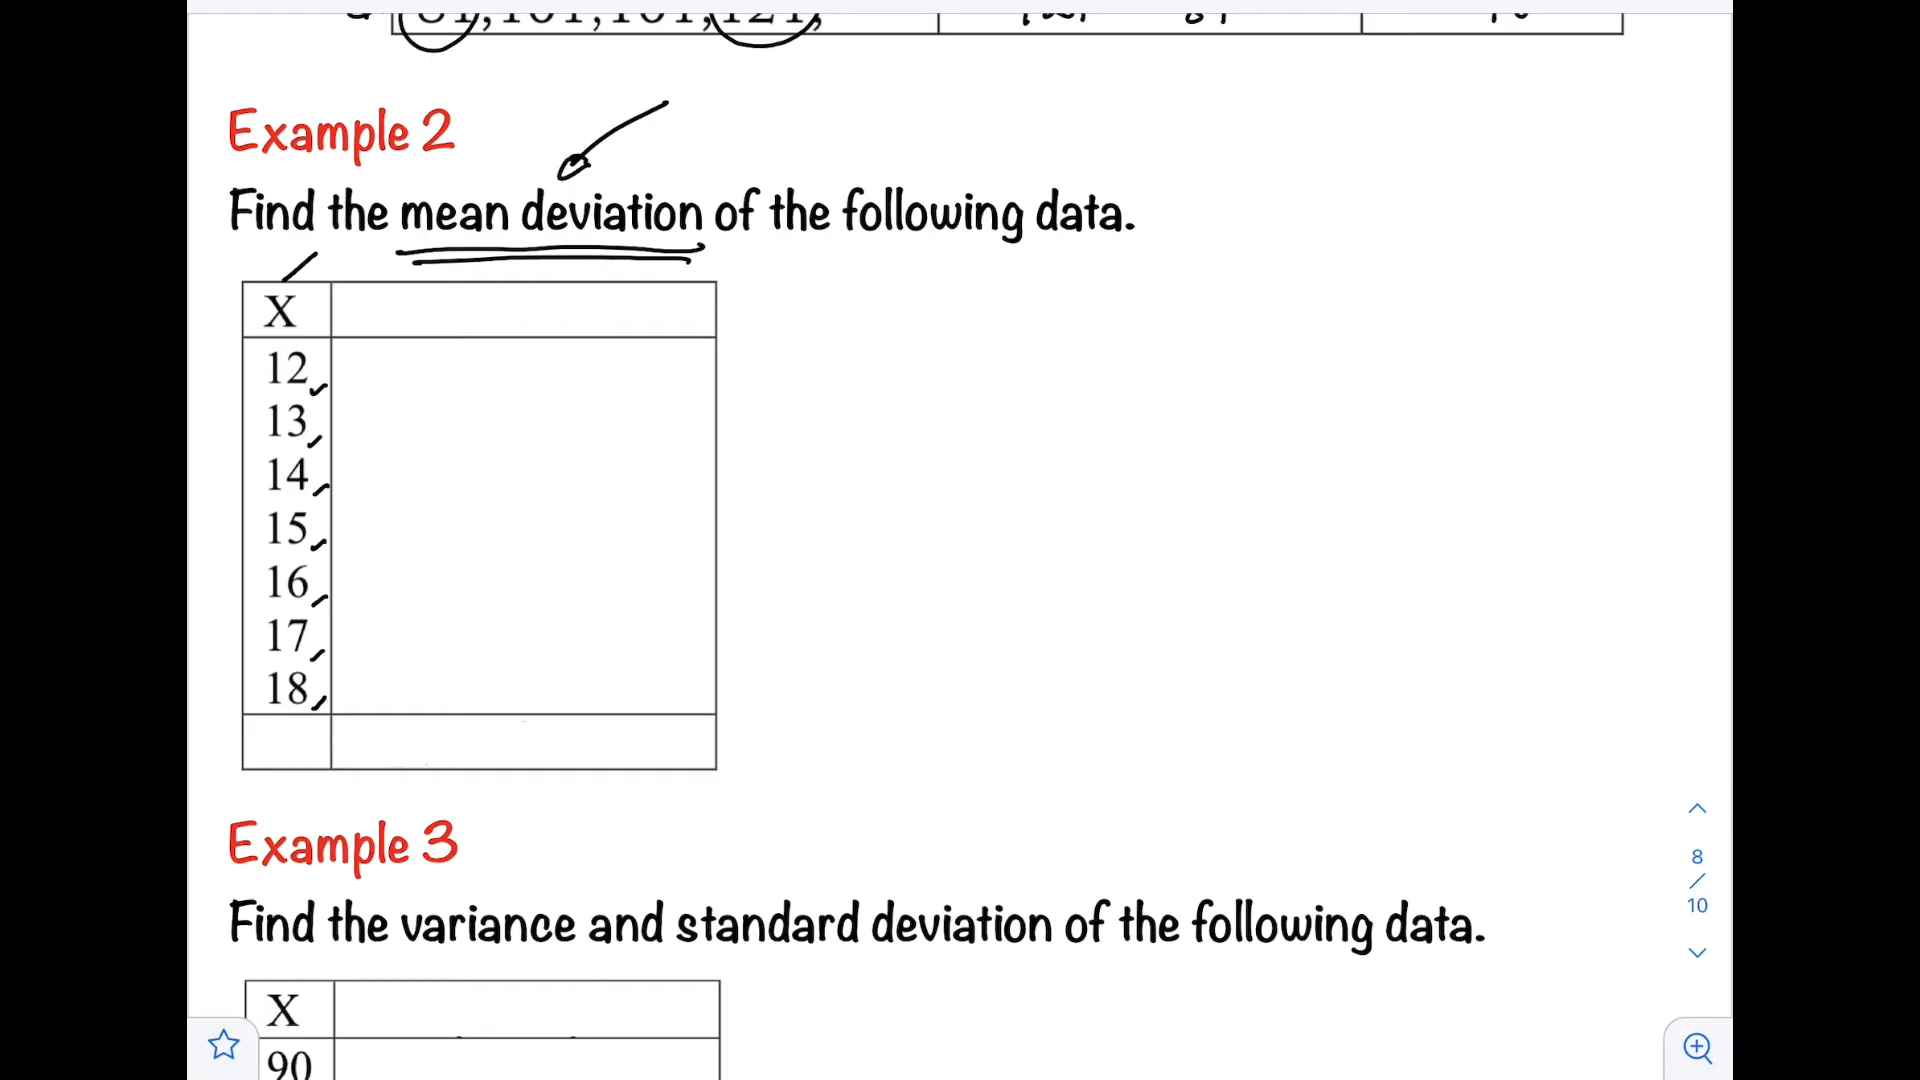 Example 2
Find the mean deviation of the following data.
X
12
13
14
15
16
17
18
Example 3
Find the variance and standard deviation of the following data.
X
90
8
/
10